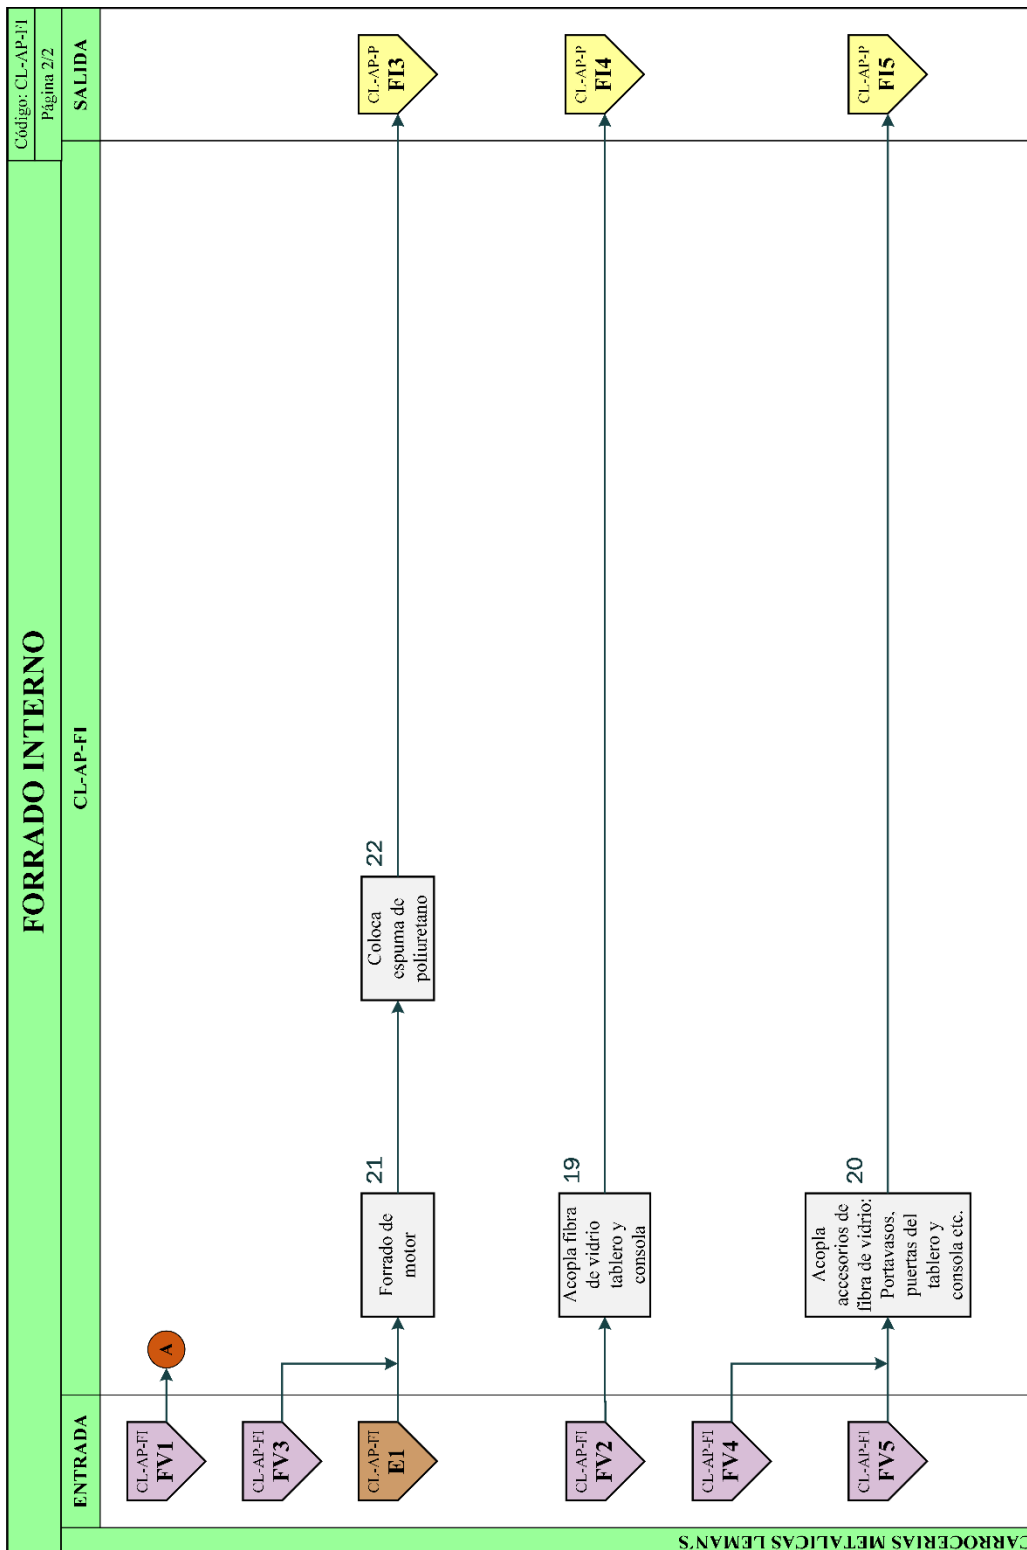 FORRADO INTERNO
Código: CL-AP-FI
Página 2/2
ENTRADA
CL-AP-FI
SALIDA
CL-AP-FI
FV1
A
CL-AP-FI
FV3
CL-AP-FI
E1
Forrado de
motor
21
Coloca
espuma de
poliuretano
22
CL-AP-P
FI3
CL-AP-FI
FV2
Acopla fibra
de vidrio
tablero y
consola
19
CL-AP-P
FI4
CL-AP-FI
FV4
CL-AP-FI
FV5
Acopla
accesorios de
fibra de vidrio:
Portavasos,
puertas del
tablero y
consola etc.
20
CL-AP-P
FI5
CARROCERIAS METALICAS LEMAN'S